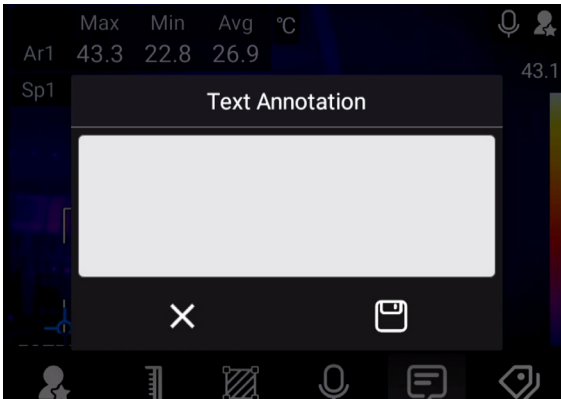 Max Min Avg ℃
Ar1 43.3 22.8 26.9
43.1
Sp1
Text Annotation